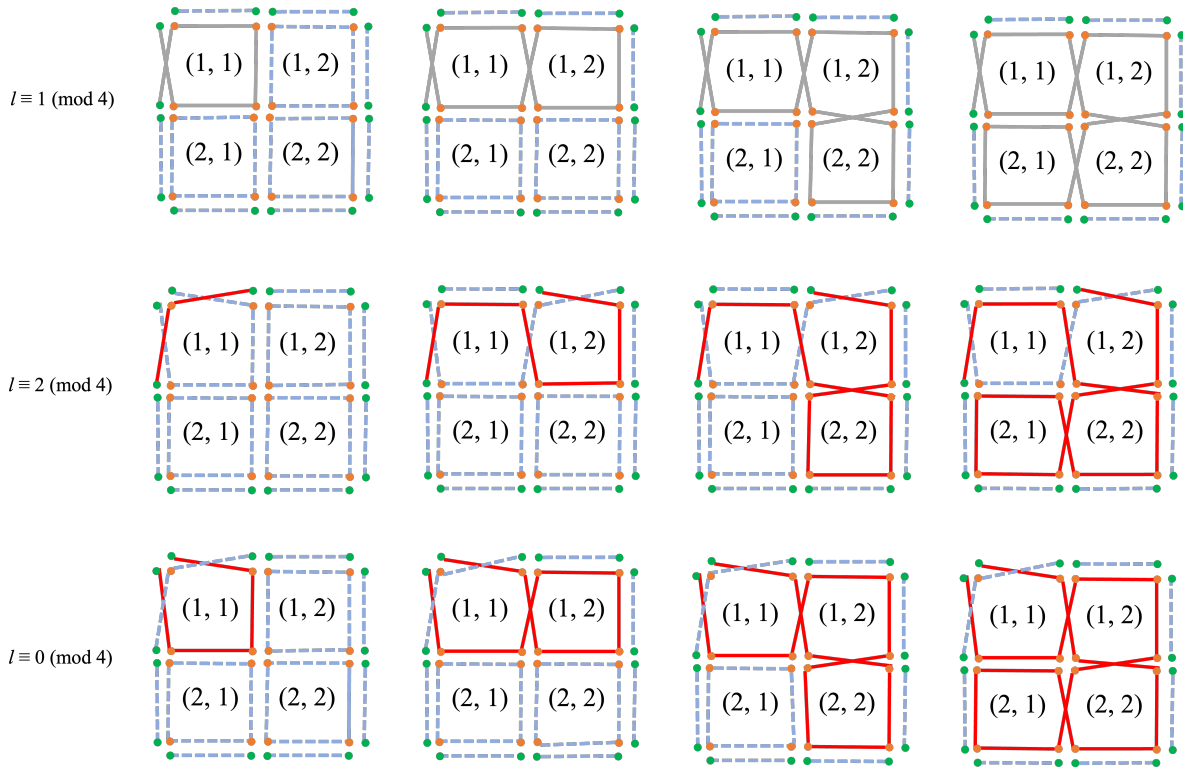 l ≡ 1 (mod 4)
(1, 1) (1, 2) (1, 1) (1, 2) (1, 1) (1, 2) (1, 1) (1, 2)
(2, 1) (2, 2) (2, 1) (2, 2) (2, 1) (2, 2) (2, 1) (2, 2)
l ≡ 2 (mod 4)
(1, 1) (1, 2) (1, 1) (1, 2) (1, 1) (1, 2) (1, 1) (1, 2)
(2, 1) (2, 2) (2, 1) (2, 2) (2, 1) (2, 2) (2, 1) (2, 2)
l ≡ 0 (mod 4)
(1, 1) (1, 2) (1, 1) (1, 2) (1, 1) (1, 2) (1, 1) (1, 2)
(2, 1) (2, 2) (2, 1) (2, 2) (2, 1) (2, 2) (2, 1) (2, 2)